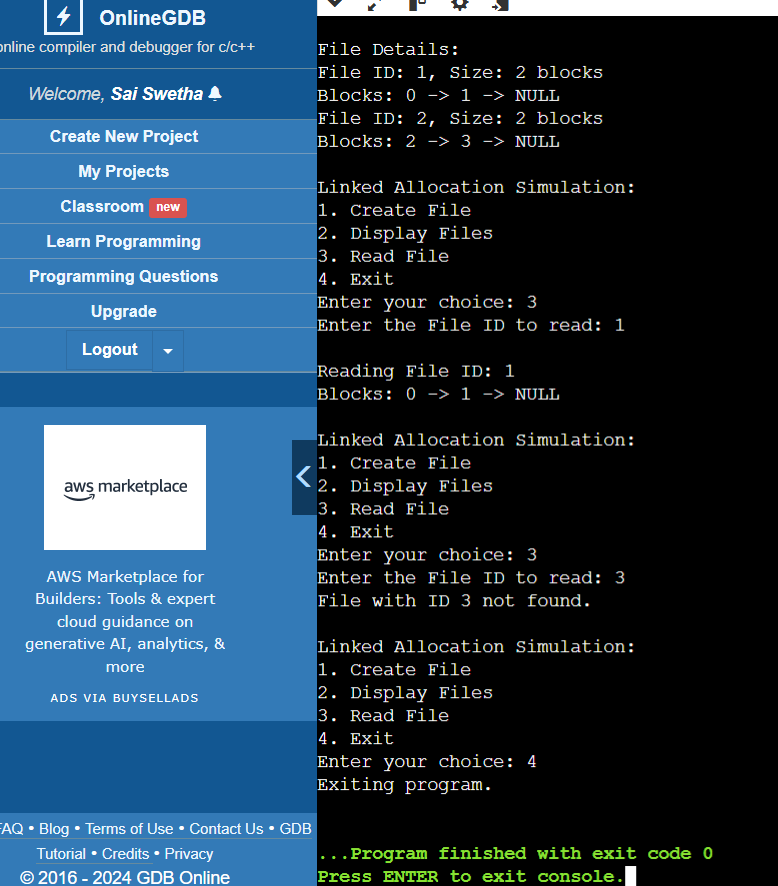 OnlineGDB
online compiler and debugger for c/c++
Welcome, Sai Swetha
Create New Project
My Projects
Classroom new
Learn Programming
Programming Questions
Upgrade
Logout
aws marketplace
AWS Marketplace for
Builders: Tools & expert
cloud guidance on
generative AI, analytics, &
more
ADS VIA BUYSELLADS
FAQ • Blog • Terms of Use • Contact Us • GDB
Tutorial • Credits • Privacy
© 2016 - 2024 GDB Online
File Details:
File ID: 1, Size: 2 blocks
Blocks: 0 -> 1 -> NULL
File ID: 2, Size: 2 blocks
Blocks: 2 -> 3 -> NULL
Linked Allocation Simulation:
1. Create File
2. Display Files
3. Read File
4. Exit
Enter your choice: 3
Enter the File ID to read: 1
Reading File ID: 1
Blocks: 0 -> 1 -> NULL
Linked Allocation Simulation:
1. Create File
2. Display Files
3. Read File
4. Exit
Enter your choice: 3
Enter the File ID to read: 3
File with ID 3 not found.
Linked Allocation Simulation:
1. Create File
2. Display Files
3. Read File
4. Exit
Enter your choice: 4
Exiting program.
...Program finished with exit code 0
Press ENTER to exit console.